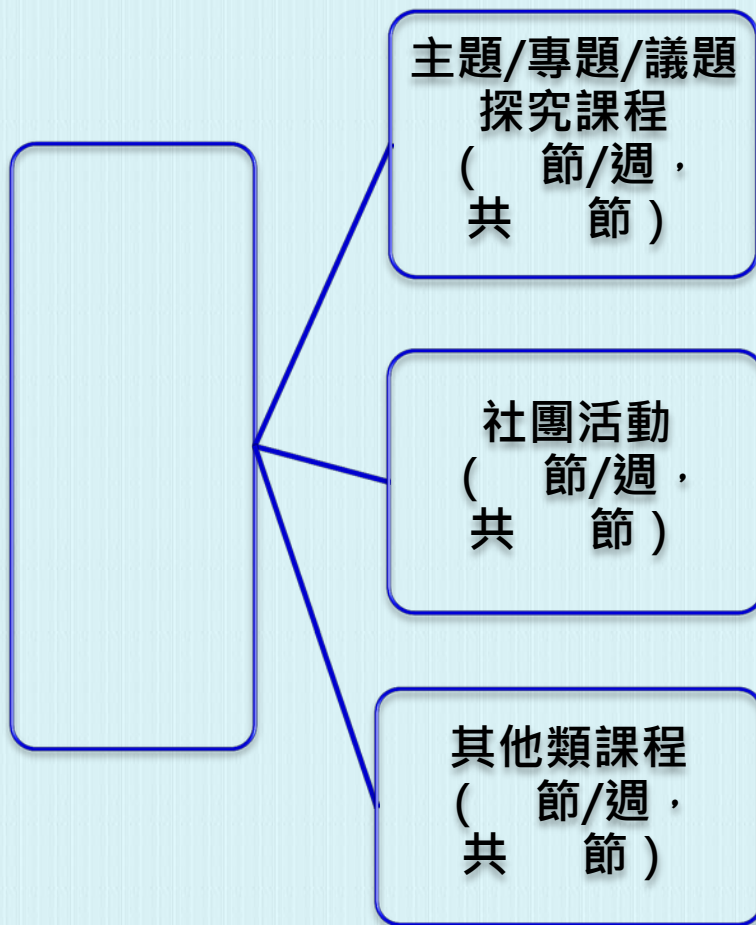 主題/專題/議題
探究課程
(　節/週，
共　節)
社團活動
(　節/週，
共　節)
其他類課程
(　節/週，
共　節)